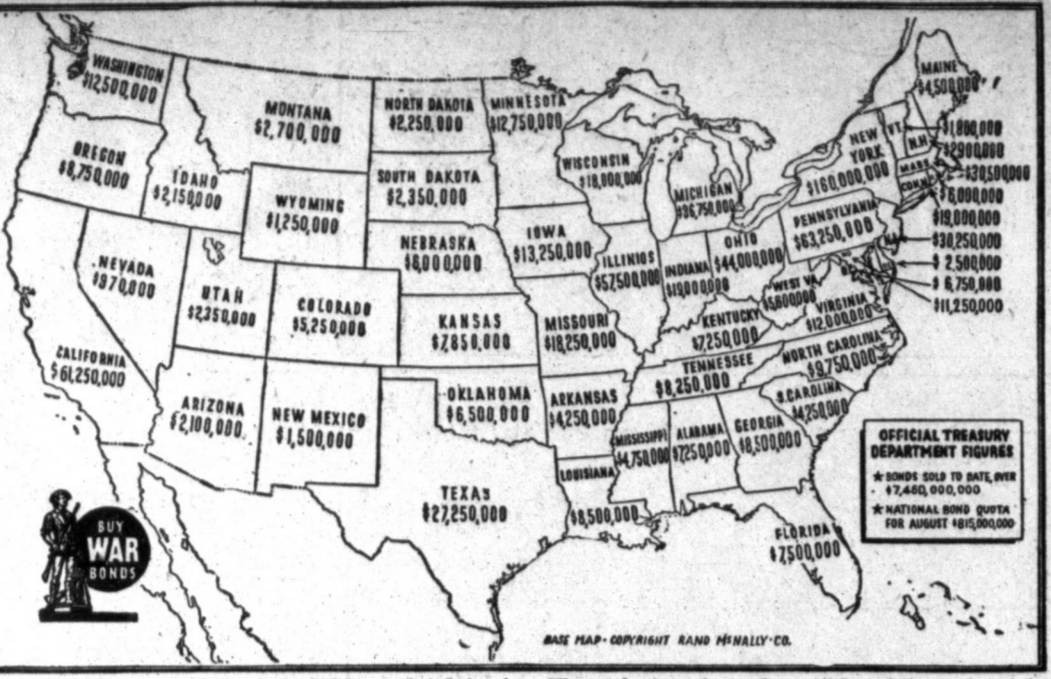 WASHINGTON
$12,500,000
OREGON
$8,750,000
IDAHO
$2,150,000
MONTANA
$2,700,000
WYOMING
$1,250,000
NORTH DAKOTA
$2,250,000
SOUTH DAKOTA
$2,350,000
NEBRASKA
$6,000,000
MINNESOTA
$12,750,000
WISCONSIN
$18,000,000
MICHIGAN
$36,750,000
IOWA
$13,250,000
ILLINIOS
$57,500,000
INDIANA
$19,000,000
OHIO
$44,000,000
NEVADA
$970,000
UTAH
$2,350,000
COLORADO
$5,250,000
KANSAS
$7,850,000
MISSOURI
$18,250,000
KENTUCKY
$7,250,000
WEST VA.
$5,600,000
VIRGINIA
$12,000,000
CALIFORNIA
$61,250,000
ARIZONA
$2,100,000
NEW MEXICO
$1,500,000
OKLAHOMA
$6,500,000
ARKANSAS
$4,250,000
TENNESSEE
$8,250,000
NORTH CAROLINA
$9,750,000
S. CAROLINA
$4,250,000
TEXAS
$27,250,000
LOUISIANA
$8,500,000
MISSISSIPPI
$4,750,000
ALABAMA
$7,250,000
GEORGIA
$8,500,000
FLORIDA
$7,500,000
MAINE
$4,500,000
VT.
N.H.
NEW
YORK
$160,000,000
MASS.
CONN.
PENNSYLVANIA
$63,250,000
$1,800,000
$2,900,000
$30,500,000
$6,000,000
$19,000,000
$30,250,000
$2,500,000
$6,750,000
$11,250,000
OFFICIAL TREASURY
DEPARTMENT FIGURES
★ BONDS SOLD TO DATE, OVER
$7,460,000,000
★ NATIONAL BOND QUOTA
FOR AUGUST $815,000,000
BUY
WAR
BONDS
BASE MAP - COPYRIGHT RAND McNALLY - CO.